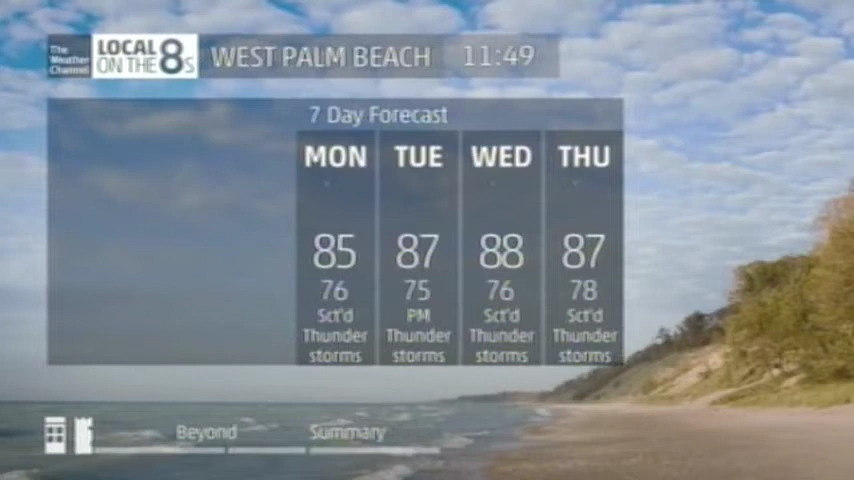 The Weather Channel
LOCAL ON THE 8s
WEST PALM BEACH 11:49
7 Day Forecast
MON TUE WED THU
85 87 88 87
76 75 76 78
Sct'd PM Sct'd Sct'd
Thunder Thunder Thunder Thunder
storms storms storms storms
Beyond Summary